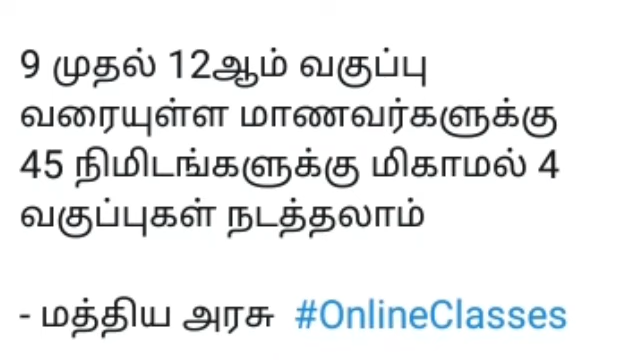 9 முதல் 12ஆம் வகுப்பு
வரையுள்ள மாணவர்களுக்கு
45 நிமிடங்களுக்கு மிகாமல் 4
வகுப்புகள் நடத்தலாம்
- மத்திய அரசு #OnlineClasses